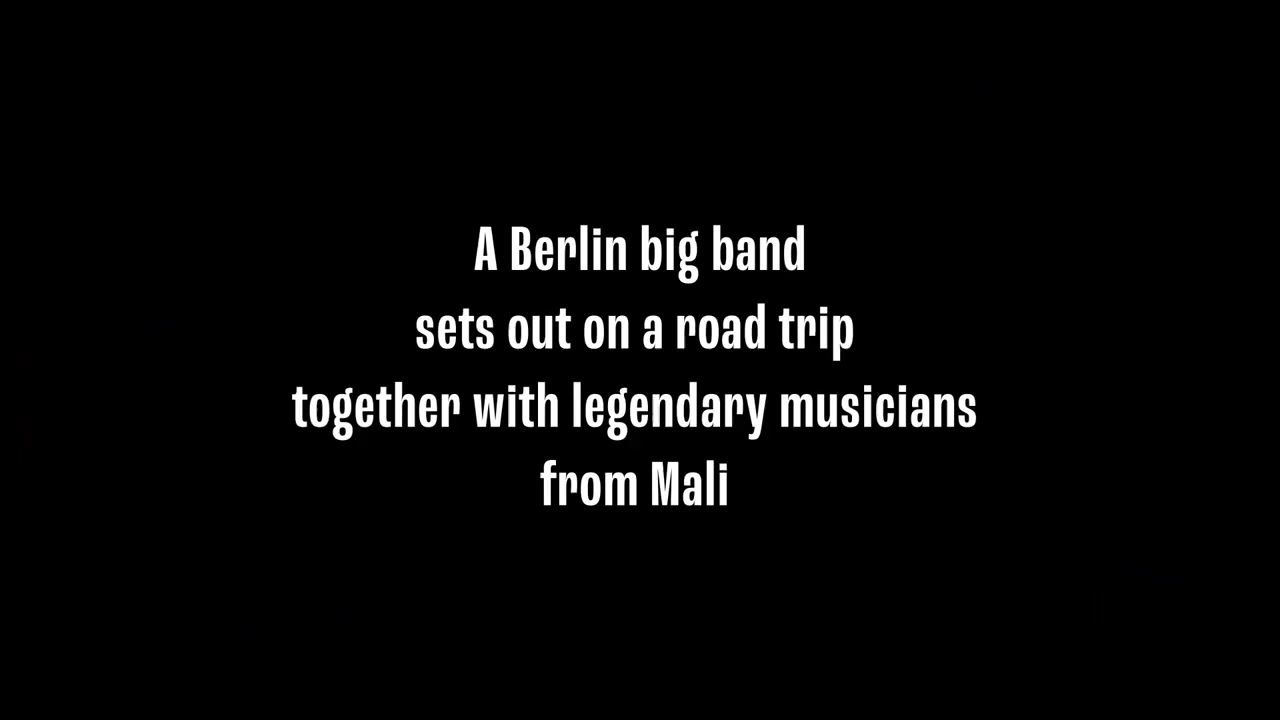 A Berlin big band
sets out on a road trip
together with legendary musicians
from Mali